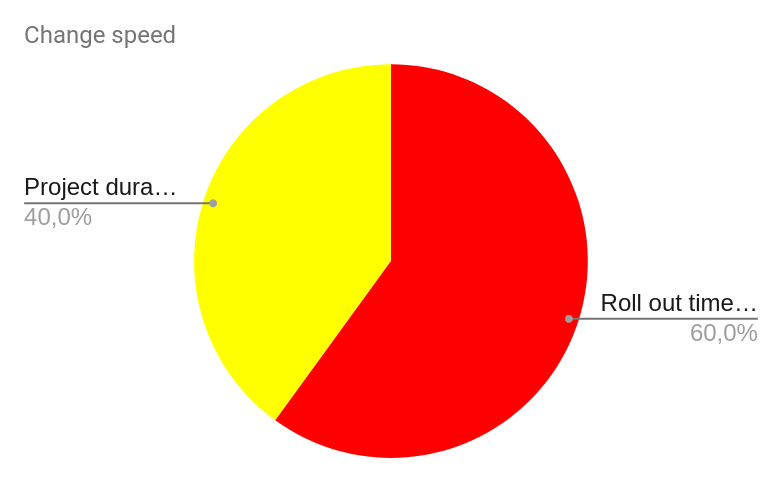 Change speed
Project dura…
40,0%
Roll out time…
60,0%